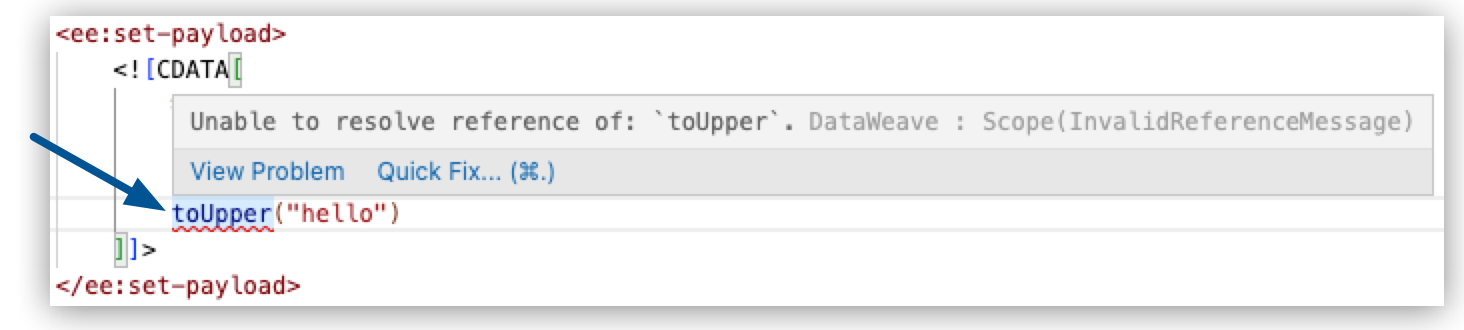 <ee:set-payload>
<![CDATA[
Unable to resolve reference of: `toUpper`. DataWeave : Scope(InvalidReferenceMessage)
View Problem Quick Fix... (⌘.)
toUpper("hello")
]]>
</ee:set-payload>